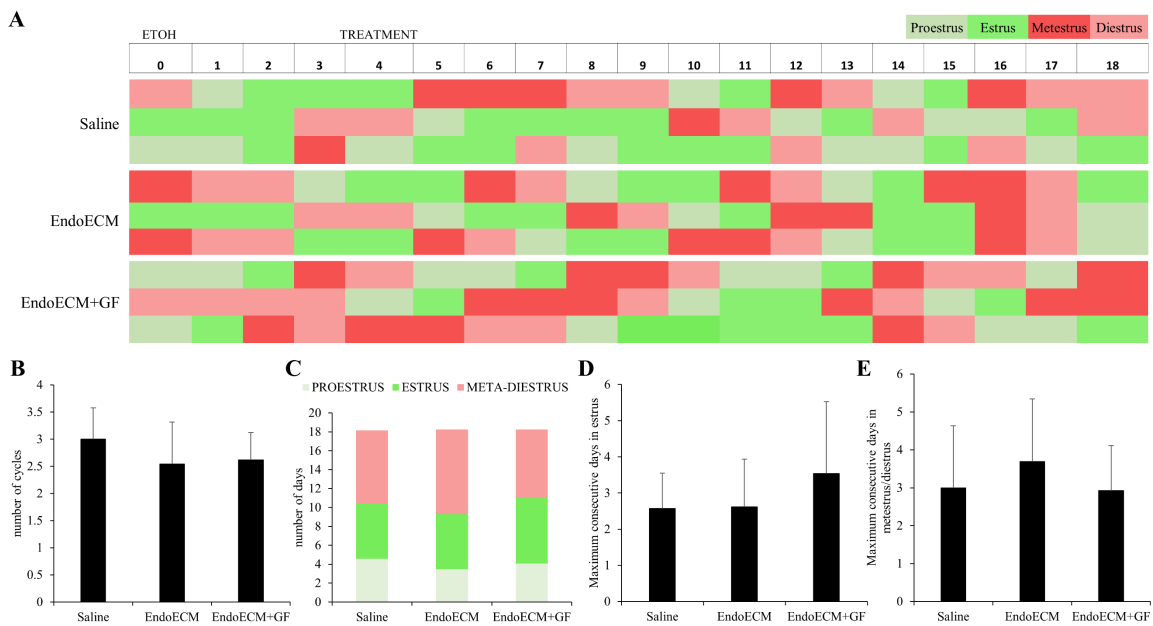 A
ETOH TREATMENT
Proestrus Estrus Metestrus Diestrus
0 1 2 3 4 5 6 7 8 9 10 11 12 13 14 15 16 17 18
Saline
EndoECM
EndoECM+GF
B
number of cycles
4
3.5
3
2.5
2
1.5
1
0.5
0
Saline EndoECM EndoECM+GF
C
PROESTRUS ESTRUS META-DIESTRUS
number of days
20
18
16
14
12
10
8
6
4
2
0
Saline EndoECM EndoECM+GF
D
Maximum consecutive days in estrus
6
5
4
3
2
1
0
Saline EndoECM EndoECM+GF
E
Maximum consecutive days in
metestrus/diestrus
6
5
4
3
2
1
0
Saline EndoECM EndoECM+GF